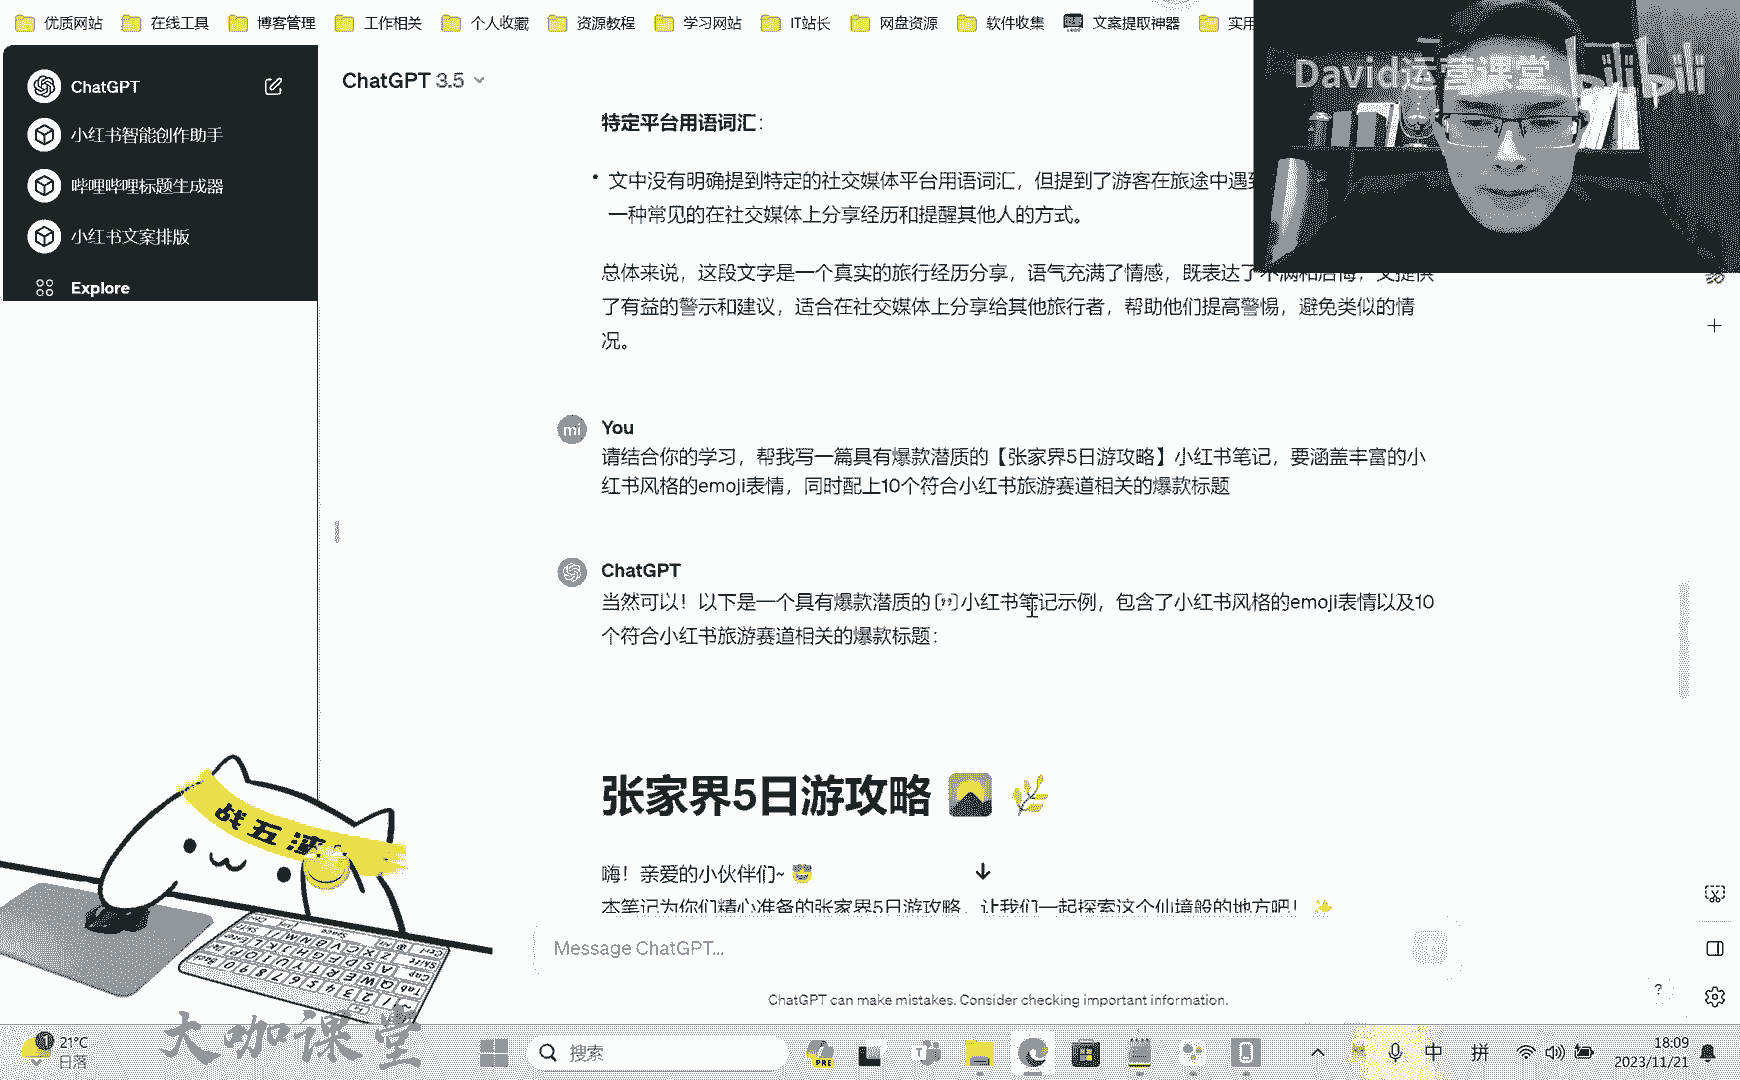 优质网站 在线工具 博客管理 工作相关 个人收藏 资源教程 学习网站 IT站长 网盘资源 软件收集 文案提取神器 实用
David运营课堂 bilibili
ChatGPT
小红书智能创作助手
哔哩哔哩标题生成器
小红书文案排版
Explore
ChatGPT 3.5
特定平台用语词汇：
文中没有明确提到特定的社交媒体平台用语词汇，但提到了游客在旅途中遇到
一种常见的在社交媒体上分享经历和提醒其他人的方式。
总体来说，这段文字是一个真实的旅行经历分享，语气充满了情感，既表达了不满和后悔，又提供
了有益的警示和建议，适合在社交媒体上分享给其他旅行者，帮助他们提高警惕，避免类似的情
况。
mi
You
请结合你的学习，帮我写一篇具有爆款潜质的【张家界5日游攻略】小红书笔记，要涵盖丰富的小
红书风格的emoji表情，同时配上10个符合小红书旅游赛道相关的爆款标题
ChatGPT
当然可以！以下是一个具有爆款潜质的小红书笔记示例，包含了小红书风格的emoji表情以及10
个符合小红书旅游赛道相关的爆款标题：
张家界5日游攻略
嗨！亲爱的小伙伴们~
本笔记为你们精心准备的张家界5日游攻略，让我们一起探索这个仙境般的地方吧！
Message ChatGPT...
ChatGPT can make mistakes. Consider checking important information.
?
战五渣
大咖课堂
21°C
日落
搜索
PRE
中
拼
18:09
2023/11/21